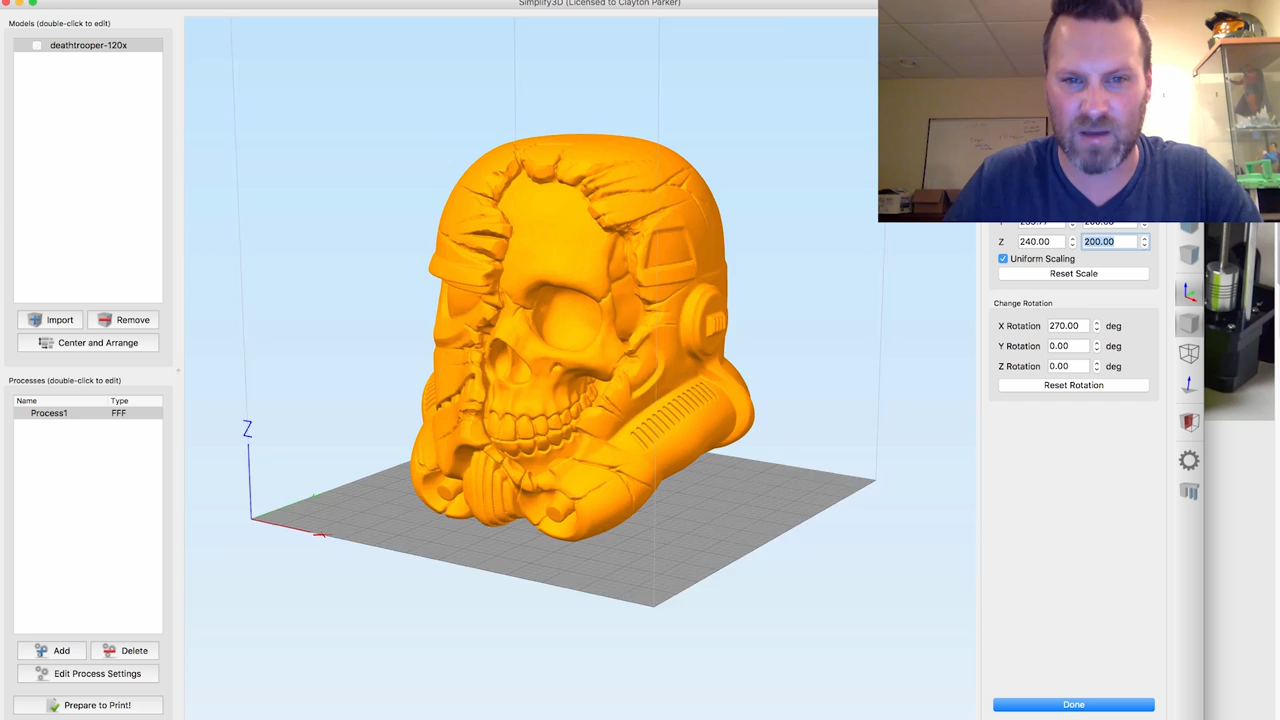 Simplify3D (Licensed to Clayton Parker)
Models (double-click to edit)
deathtrooper-120x
Import
Remove
Center and Arrange
Processes (double-click to edit)
Name Type
Process1 FFF
Add
Delete
Edit Process Settings
Prepare to Print!
Z
Z 240.00 200.00
Uniform Scaling
Reset Scale
Change Rotation
X Rotation 270.00 deg
Y Rotation 0.00 deg
Z Rotation 0.00 deg
Reset Rotation
Done